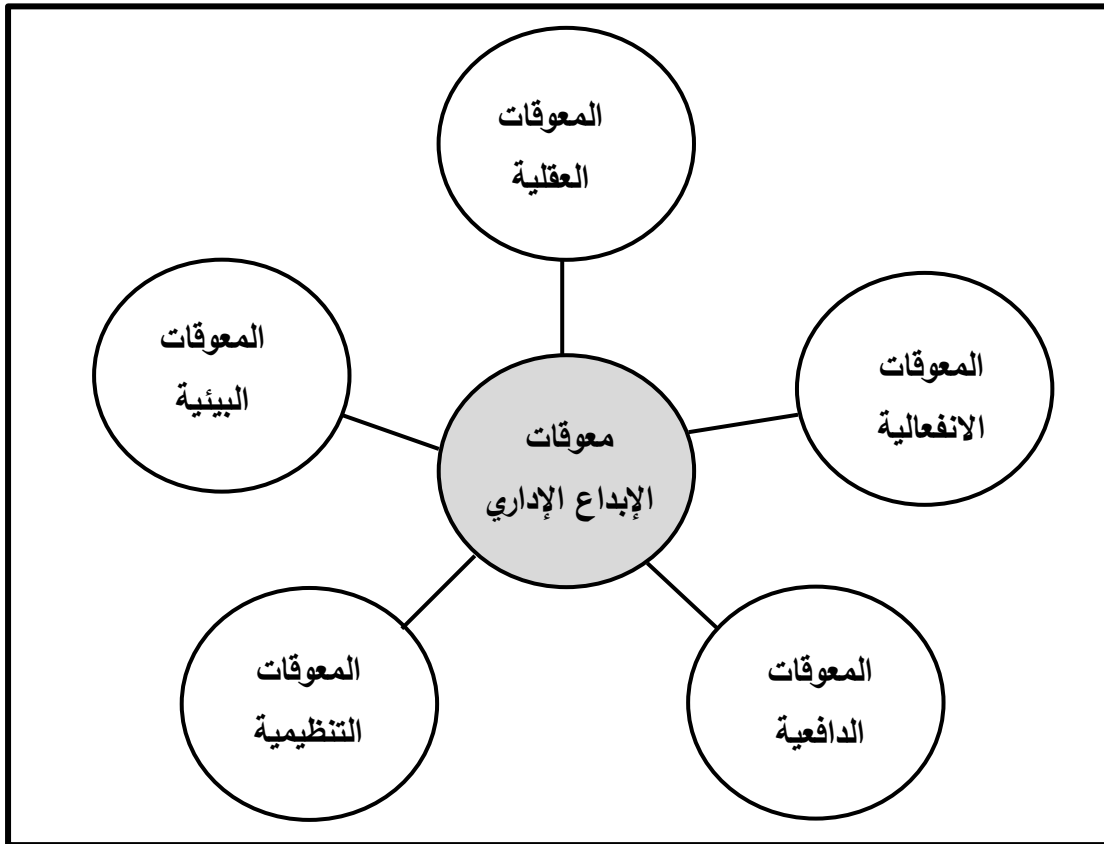 المعوقات
العقلية
المعوقات
الانفعالية
المعوقات
البيئية
معوقات
الإبداع الإداري
المعوقات
الدافعية
المعوقات
التنظيمية